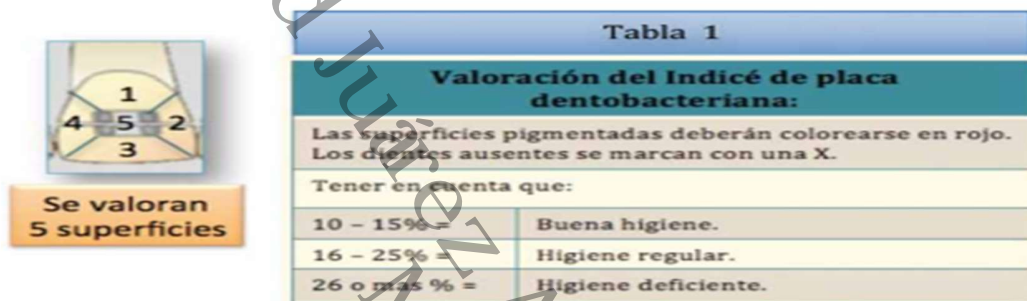 1
4 5 2
3
Se valoran
5 superficies
Tabla 1
Valoración del Indicé de placa
dentobacteriana:
Las superficies pigmentadas deberán colorearse en rojo.
Los dientes ausentes se marcan con una X.
Tener en cuenta que:
10 – 15% = Buena higiene.
16 – 25% = Higiene regular.
26 o más % = Higiene deficiente.
Juárez